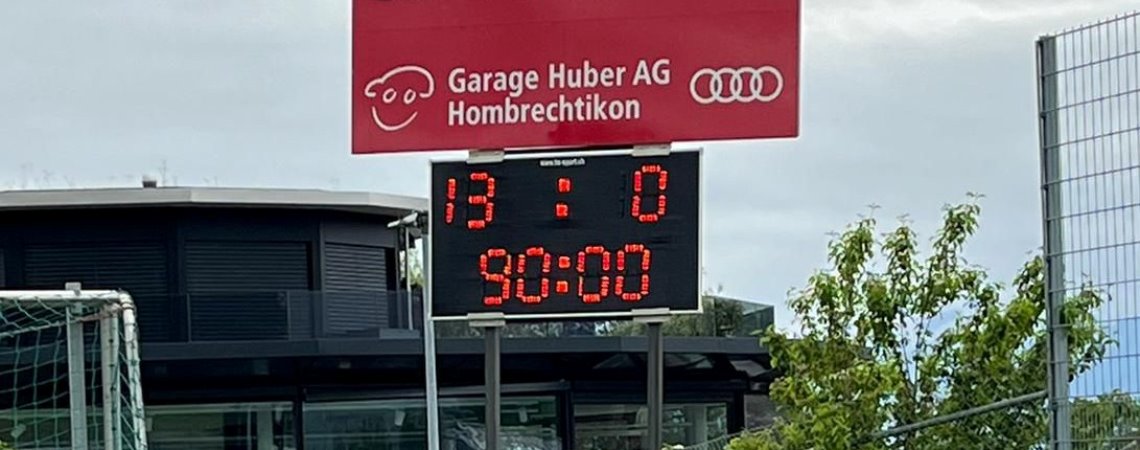 Garage Huber AG
Hombrechtikon
13 : 0
90:00